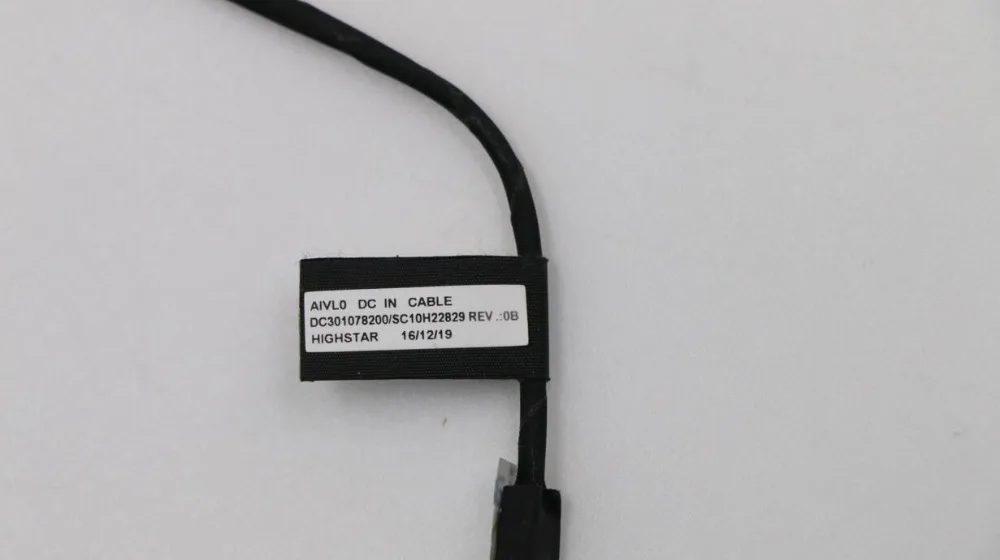 AIVL0 DC IN CABLE
DC301078200/SC10H22829 REV.:0B
HIGHSTAR 16/12/19